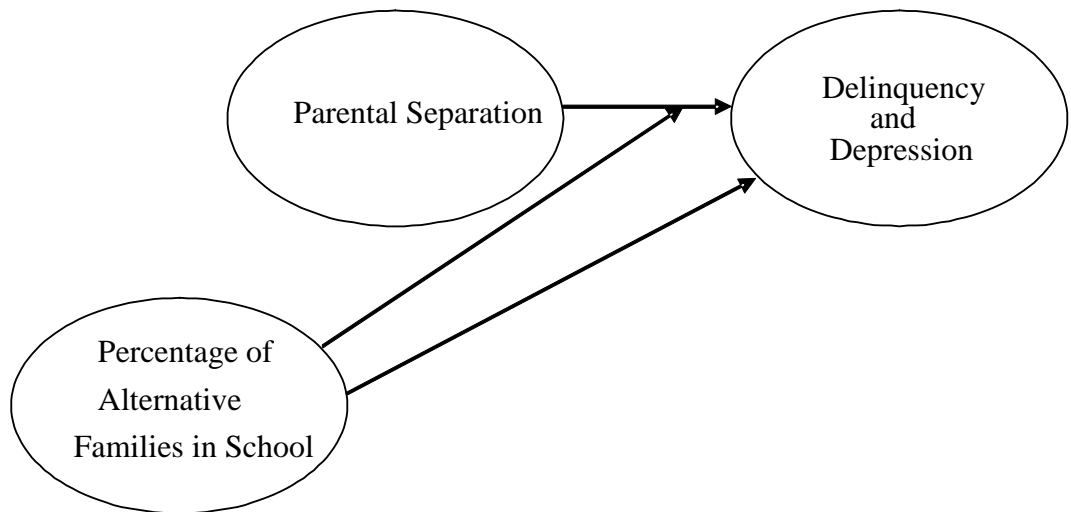 Parental Separation
Delinquency
and
Depression
Percentage of
Alternative
Families in School